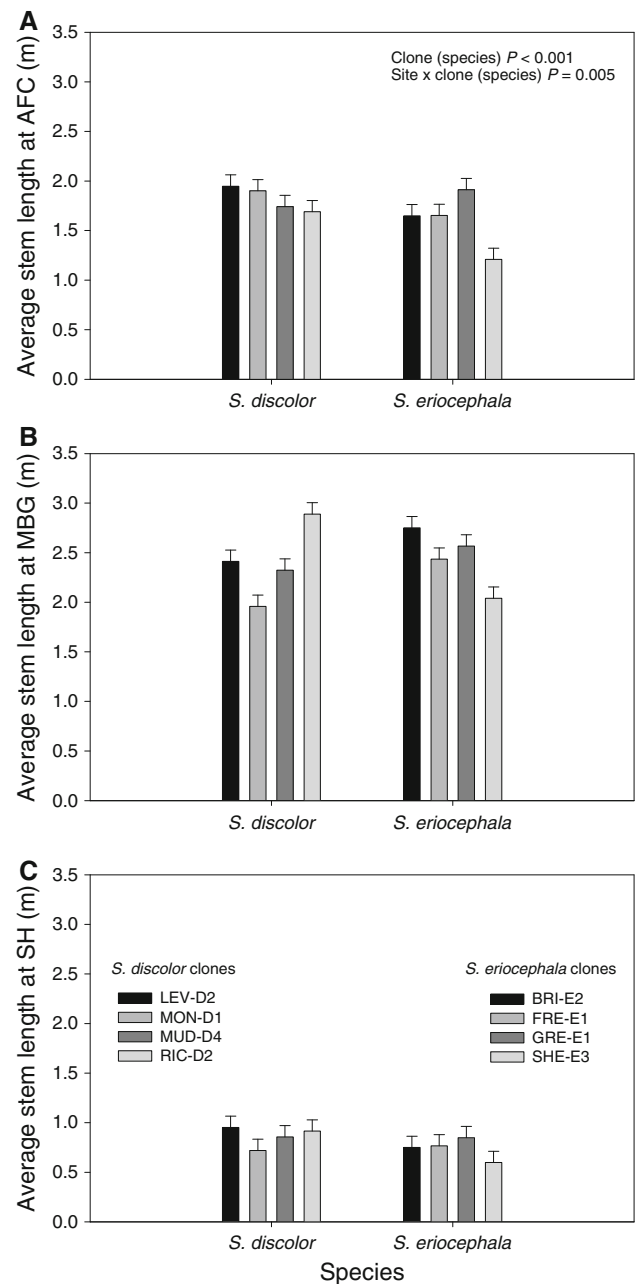 A
Average stem length at AFC (m)
3.5
3.0
2.5
2.0
1.5
1.0
0.5
0.0
Clone (species) P < 0.001
Site x clone (species) P = 0.005
S. discolor
S. eriocephala
B
Average stem length at MBG (m)
3.5
3.0
2.5
2.0
1.5
1.0
0.5
0.0
S. discolor
S. eriocephala
C
Average stem length at SH (m)
3.5
3.0
2.5
2.0
1.5
1.0
0.5
0.0
S. discolor clones
LEV-D2
MON-D1
MUD-D4
RIC-D2
S. eriocephala clones
BRI-E2
FRE-E1
GRE-E1
SHE-E3
S. discolor
S. eriocephala
Species